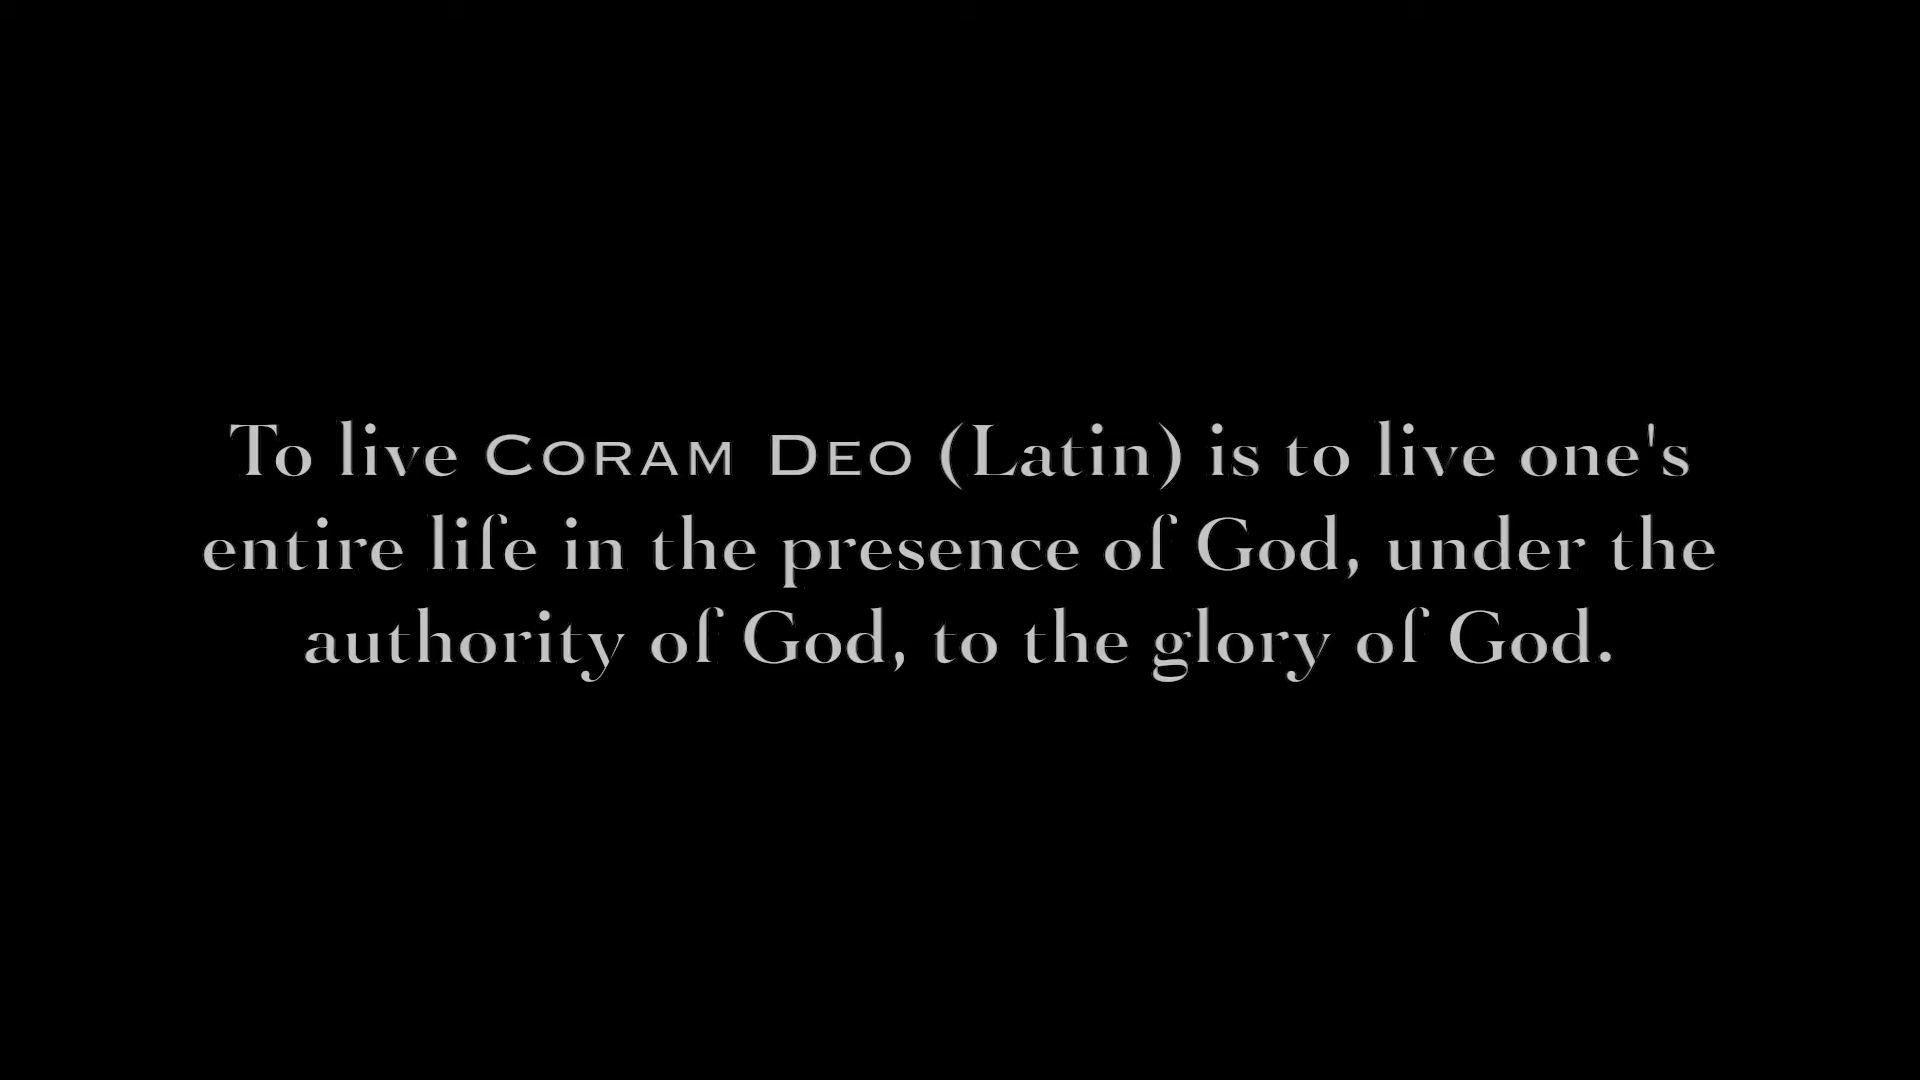 To live CORAM DEO (Latin) is to live one's
entire life in the presence of God, under the
authority of God, to the glory of God.